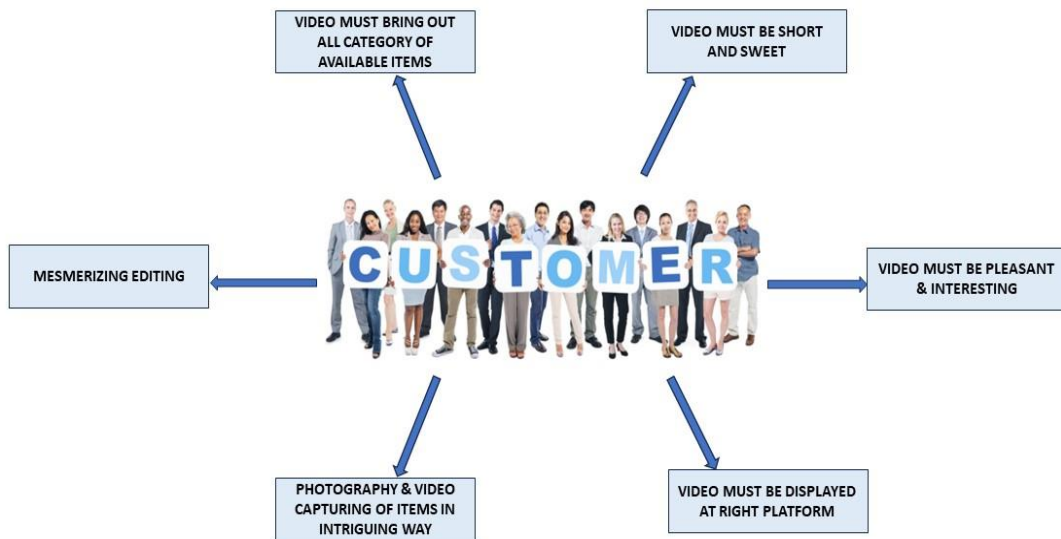 VIDEO MUST BRING OUT
ALL CATEGORY OF
AVAILABLE ITEMS
VIDEO MUST BE SHORT
AND SWEET
MESMERIZING EDITING
CUSTOMER
VIDEO MUST BE PLEASANT
& INTERESTING
PHOTOGRAPHY & VIDEO
CAPTURING OF ITEMS IN
INTRIGUING WAY
VIDEO MUST BE DISPLAYED
AT RIGHT PLATFORM